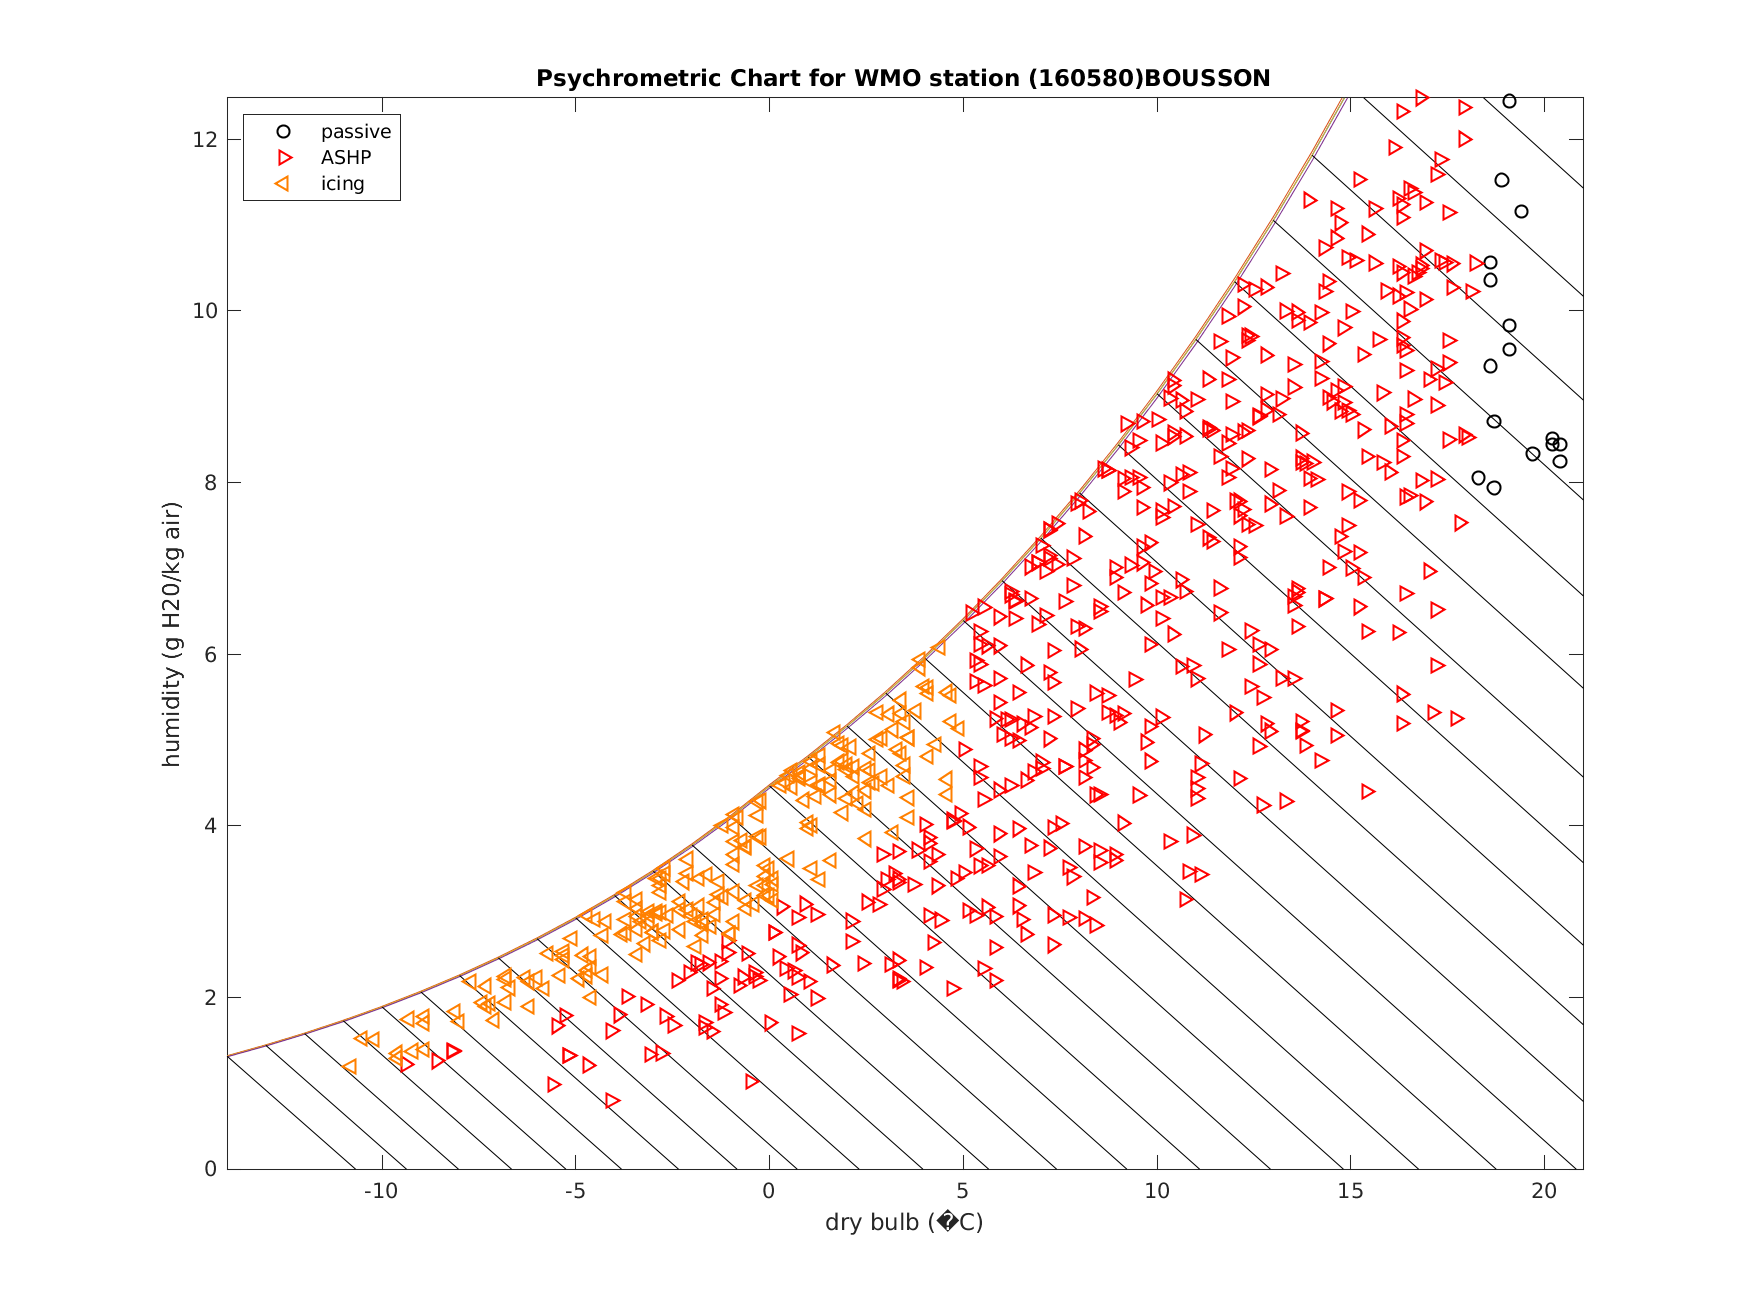 Psychrometric Chart for WMO station (160580)BOUSSON
passive
ASHP
icing
humidity (g H20/kg air)
12
10
8
6
4
2
0
-10 -5 0 5 10 15 20
dry bulb (�C)